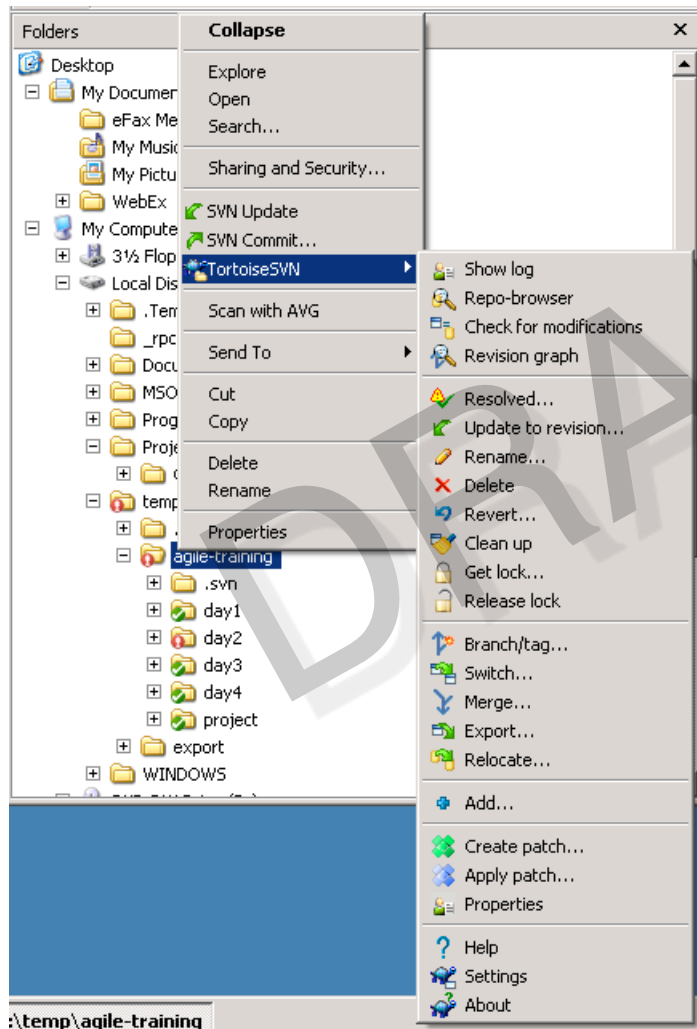 Folders
Desktop
My Documen
eFax Me
My Musi
My Pictu
WebEx
My Compute
3½ Flop
Local Dis
.Tem
_rpc
Docu
MSO
Prog
Proje
temp
agile-training
.svn
day1
day2
day3
day4
project
export
WINDOWS
:\temp\agile-training
Collapse
Explore
Open
Search...
Sharing and Security...
SVN Update
SVN Commit...
TortoiseSVN
Scan with AVG
Send To
Cut
Copy
Delete
Rename
Properties
Show log
Repo-browser
Check for modifications
Revision graph
Resolved...
Update to revision...
Rename...
Delete
Revert...
Clean up
Get lock...
Release lock
Branch/tag...
Switch...
Merge...
Export...
Relocate...
Add...
Create patch...
Apply patch...
Properties
Help
Settings
About
DRA